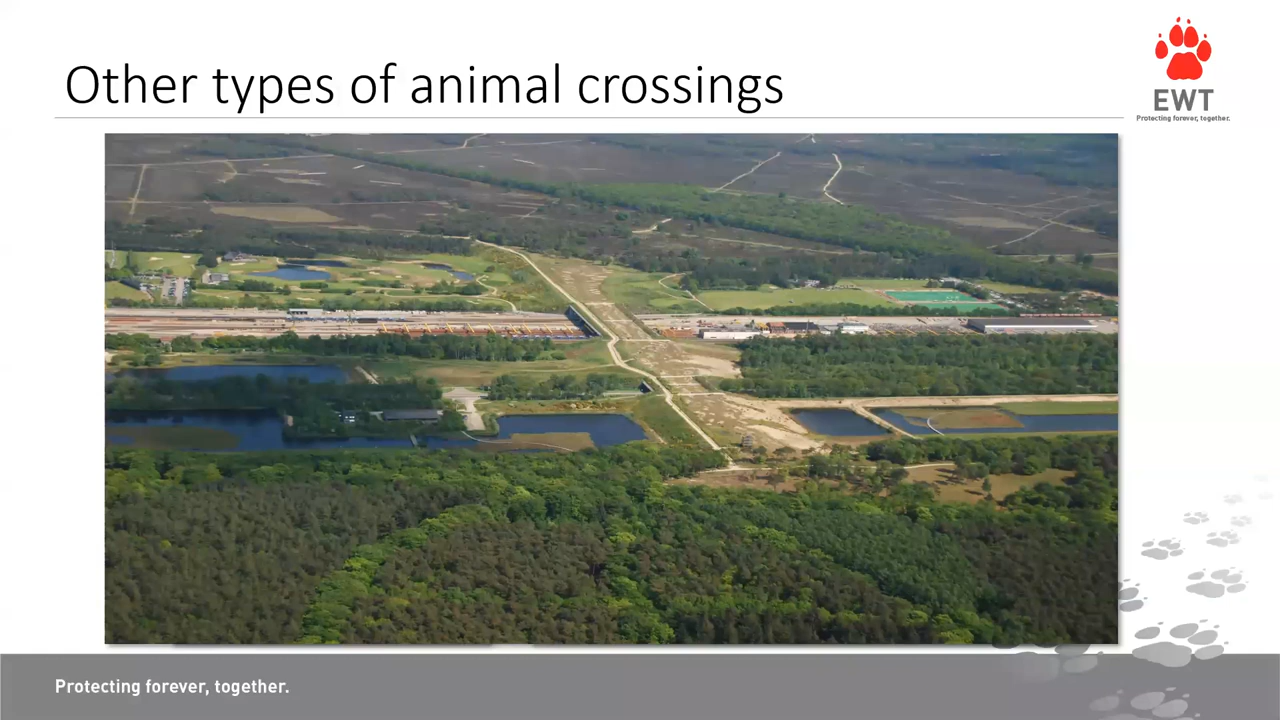 Other types of animal crossings
EWT
Protecting forever, together.
Protecting forever, together.